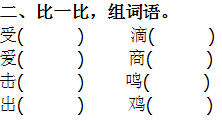 二、比一比，组词语。
受(　　　)　　滴(　　　)
爱(　　　)　　商(　　　)
击(　　　)　　鸣(　　　)
出(　　　)　　鸡(　　　)